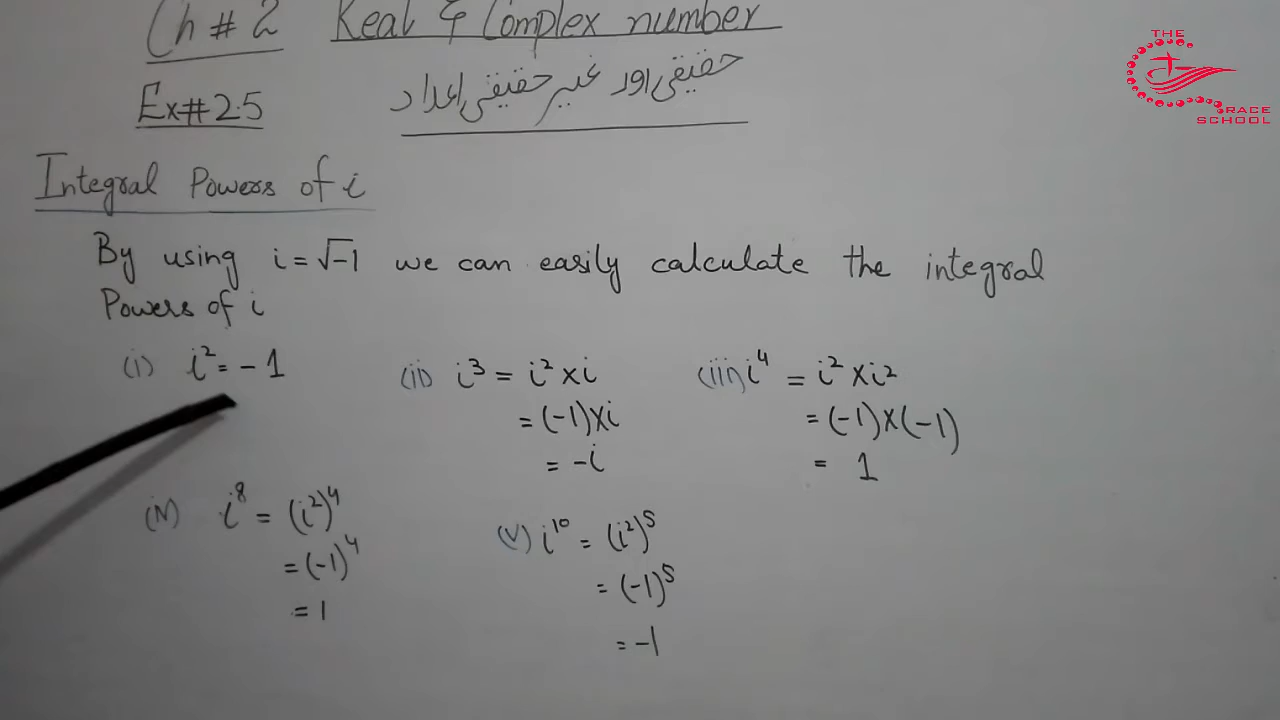 Ch # 2 Real & Complex number
حقیقی اور غیر حقیقی اعداد
Ex# 2.5
Integral Powers of i
By using i = √-1 we can easily calculate the integral
Powers of i
(i) i² = -1
(ii) i³ = i² × i
= (-1) × i
= -i
(iii) i⁴ = i² × i²
= (-1) × (-1)
= 1
(iv) i⁸ = (i²)⁴
= (-1)⁴
= 1
(v) i¹⁰ = (i²)⁵
= (-1)⁵
= -1
THE
GRACE
SCHOOL